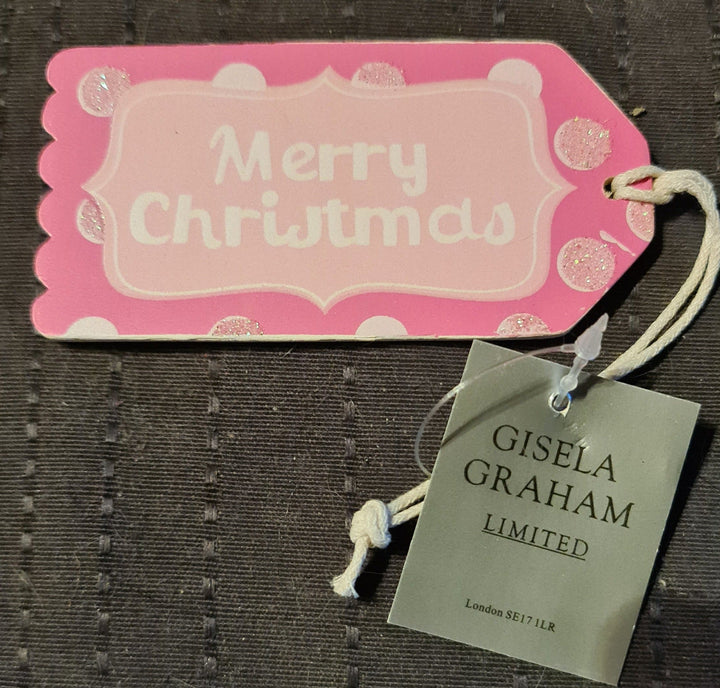 Merry
Christmas
GISELA
GRAHAM
LIMITED
London SE17 1LR